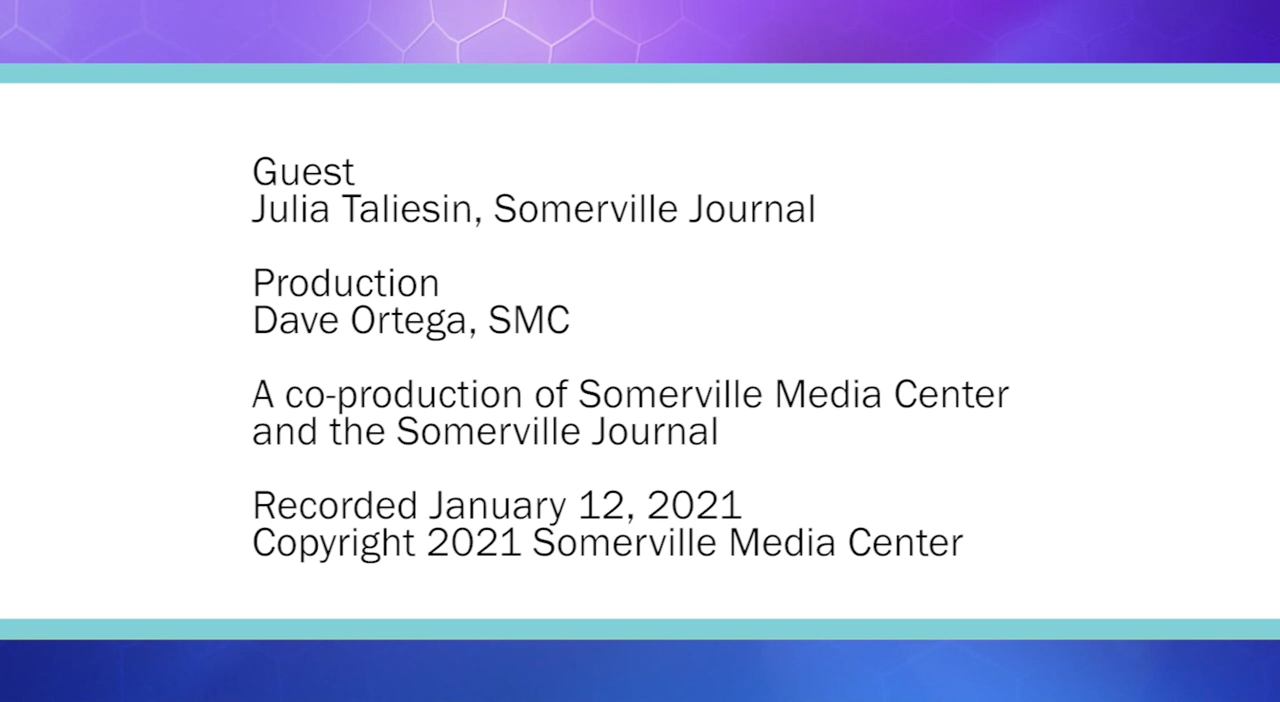 Guest
Julia Taliesin, Somerville Journal
Production
Dave Ortega, SMC
A co-production of Somerville Media Center
and the Somerville Journal
Recorded January 12, 2021
Copyright 2021 Somerville Media Center